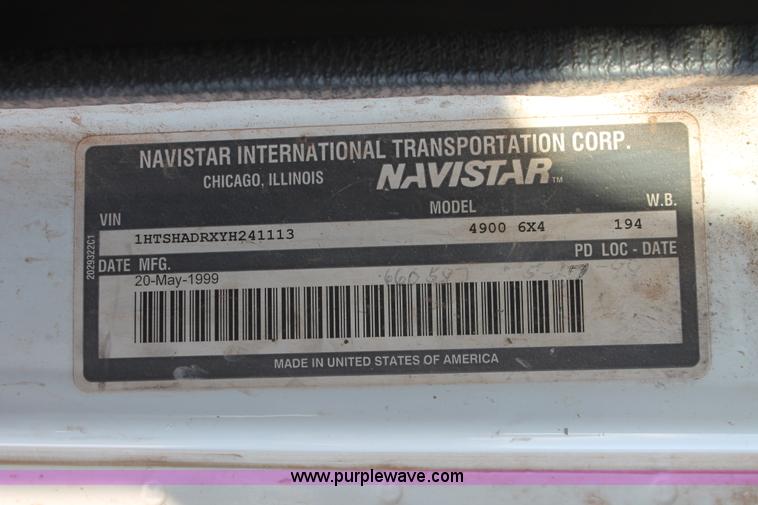 NAVISTAR INTERNATIONAL TRANSPORTATION CORP.
CHICAGO, ILLINOIS NAVISTAR TM
VIN MODEL W.B.
1HTSHADRXYH241113 4900 6X4 194
DATE MFG. PD LOC - DATE
20-May-1999
MADE IN UNITED STATES OF AMERICA
2029322C1
www.purplewave.com